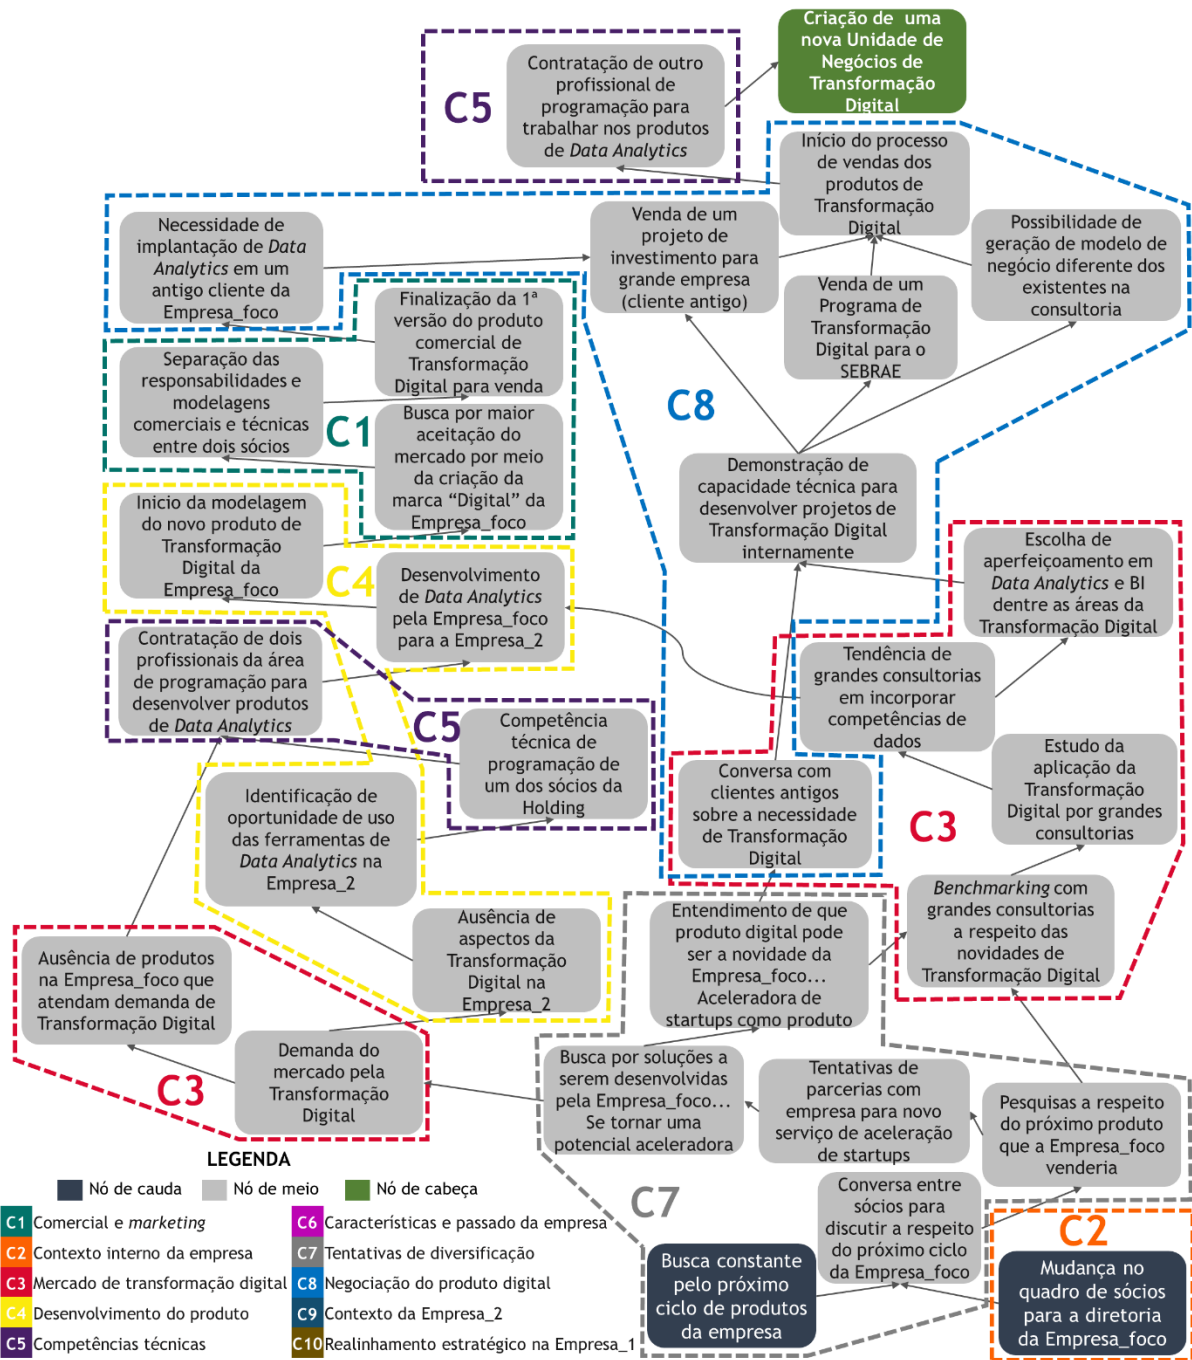 Criação de uma
nova Unidade de
Negócios de
Transformação
Digital
Contratação de outro
profissional de
programação para
trabalhar nos produtos
de Data Analytics
C5
Início do processo
de vendas dos
produtos de
Transformação
Digital
Necessidade de
implantação de Data
Analytics em um
antigo cliente da
Empresa_foco
Venda de um
projeto de
investimento para
grande empresa
(cliente antigo)
Possibilidade de
geração de modelo de
negócio diferente dos
existentes na
consultoria
Venda de um
Programa de
Transformação
Digital para o
SEBRAE
Finalização da 1ª
versão do produto
comercial de
Transformação
Digital para venda
Separação das
responsabilidades e
modelagens
comerciais e técnicas
entre dois sócios
C1
Busca por maior
aceitação do
mercado por meio
da criação da
marca “Digital” da
Empresa_foco
C8
Demonstração de
capacidade técnica para
desenvolver projetos de
Transformação Digital
internamente
Inicio da modelagem
do novo produto de
Transformação
Digital da
Empresa_foco
C4
Desenvolvimento
de Data Analytics
pela Empresa_foco
para a Empresa_2
Escolha de
aperfeiçoamento em
Data Analytics e BI
dentre as áreas da
Transformação Digital
Contratação de dois
profissionais da área
de programação para
desenvolver produtos
de Data Analytics
C5
Competência
técnica de
programação de
um dos sócios da
Holding
Tendência de
grandes consultorias
em incorporar
competências de
dados
Estudo da
aplicação da
Transformação
Digital por grandes
consultorias
Conversa com
clientes antigos
sobre a necessidade
de Transformação
Digital
C3
Identificação de
oportunidade de uso
das ferramentas de
Data Analytics na
Empresa_2
Benchmarking com
grandes consultorias
a respeito das
novidades de
Transformação Digital
Ausência de
aspectos da
Transformação
Digital na
Empresa_2
Entendimento de que
produto digital pode
ser a novidade da
Empresa_foco...
Aceleradora de
startups como produto
Ausência de produtos
na Empresa_foco que
atendam demanda de
Transformação Digital
Demanda do
mercado pela
Transformação
Digital
C3
Busca por soluções a
serem desenvolvidas
pela Empresa_foco...
Se tornar uma
potencial aceleradora
Tentativas de
parcerias com
empresa para novo
serviço de aceleração
de startups
Pesquisas a respeito
do próximo produto
que a Empresa_foco
venderia
C7
Conversa entre
sócios para
discutir a respeito
do próximo ciclo
da Empresa_foco
Busca constante
pelo próximo
ciclo de produtos
da empresa
C2
Mudança no
quadro de sócios
para a diretoria
da Empresa_foco
LEGENDA
Nó de cauda
Nó de meio
Nó de cabeça
C1 Comercial e marketing
C2 Contexto interno da empresa
C3 Mercado de transformação digital
C4 Desenvolvimento do produto
C5 Competências técnicas
C6 Características e passado da empresa
C7 Tentativas de diversificação
C8 Negociação do produto digital
C9 Contexto da Empresa_2
C10 Realinhamento estratégico na Empresa_1